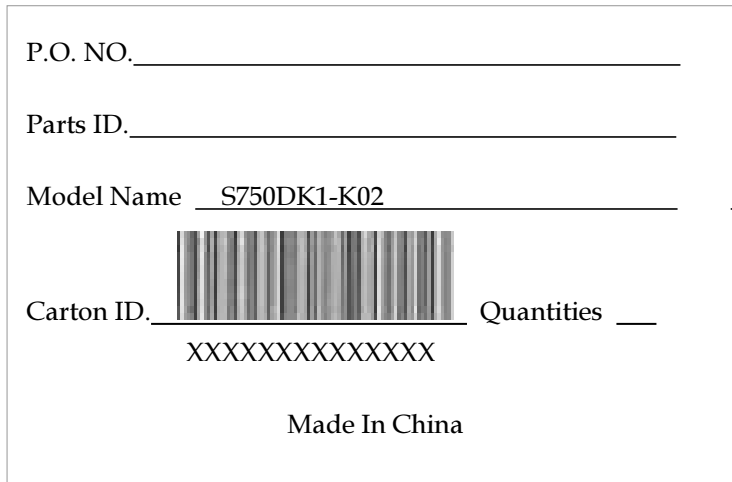 P.O. NO.
Parts ID.
Model Name S750DK1-K02
Carton ID. Quantities
XXXXXXXXXXXXXX
Made In China